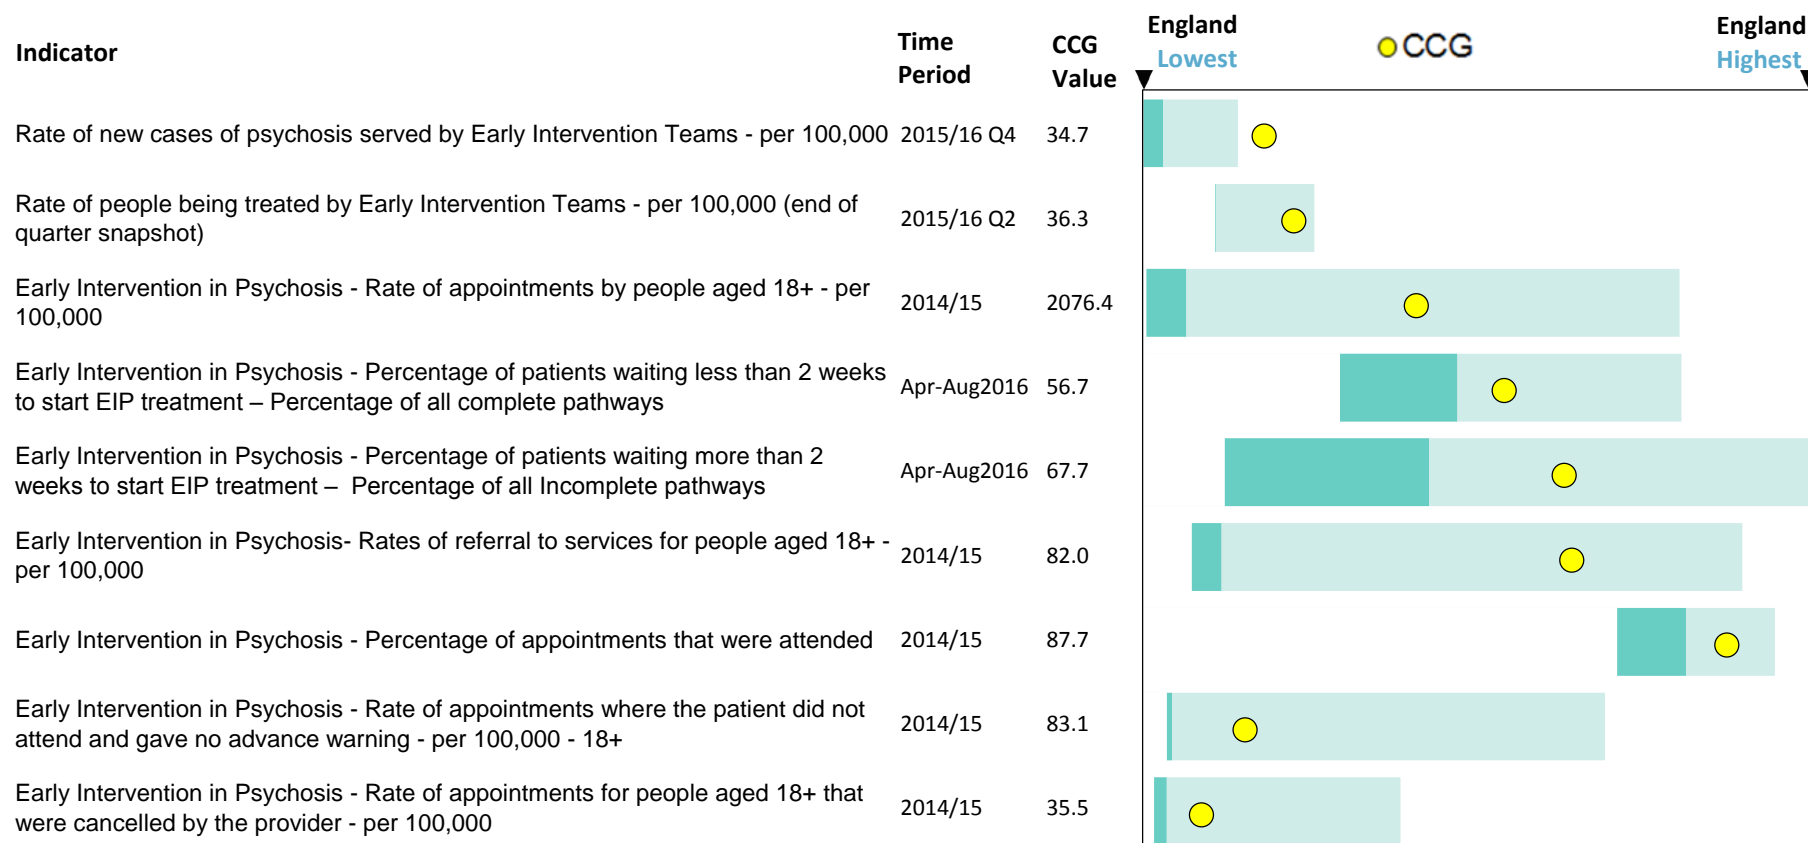 Indicator
Time
Period
CCG
Value
England
Lowest
CCG
England
Highest
Rate of new cases of psychosis served by Early Intervention Teams - per 100,000 2015/16 Q4 34.7
Rate of people being treated by Early Intervention Teams - per 100,000 (end of
quarter snapshot)
2015/16 Q2 36.3
Early Intervention in Psychosis - Rate of appointments by people aged 18+ - per
100,000
2014/15 2076.4
Early Intervention in Psychosis - Percentage of patients waiting less than 2 weeks
to start EIP treatment – Percentage of all complete pathways
Apr-Aug2016 56.7
Early Intervention in Psychosis - Percentage of patients waiting more than 2
weeks to start EIP treatment – Percentage of all Incomplete pathways
Apr-Aug2016 67.7
Early Intervention in Psychosis- Rates of referral to services for people aged 18+ -
per 100,000
2014/15 82.0
Early Intervention in Psychosis - Percentage of appointments that were attended 2014/15 87.7
Early Intervention in Psychosis - Rate of appointments where the patient did not
attend and gave no advance warning - per 100,000 - 18+
2014/15 83.1
Early Intervention in Psychosis - Rate of appointments for people aged 18+ that
were cancelled by the provider - per 100,000
2014/15 35.5